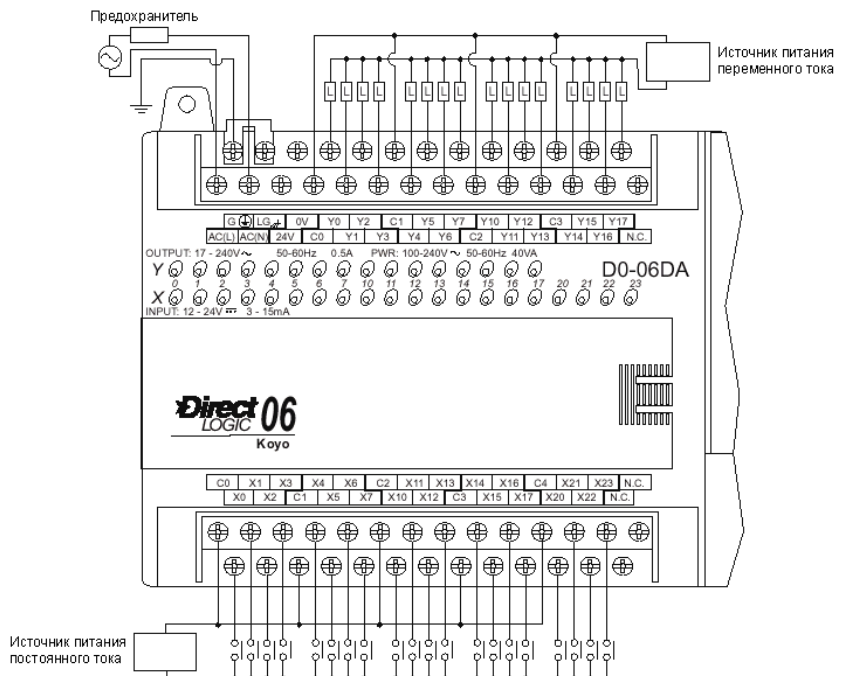 Предохранитель
Источник питания
переменного тока
L L L L L L L L L L L L L L L L
G LG 0V Y0 Y2 C1 Y5 Y7 Y10 Y12 C3 Y15 Y17
AC(L) AC(N) 24V C0 Y1 Y3 Y4 Y6 C2 Y11 Y13 Y14 Y16 N.C.
OUTPUT: 17 - 240V 50-60Hz 0.5A PWR: 100-240V 50-60Hz 40VA
Y
D0-06DA
0 1 2 3 4 5 6 7 10 11 12 13 14 15 16 17 20 21 22 23
X
INPUT: 12 - 24V 3 - 15mA
Direct 06
LOGIC
Koyo
C0 X1 X3 X4 X6 C2 X11 X13 X14 X16 C4 X21 X23 N.C.
X0 X2 C1 X5 X7 X10 X12 C3 X15 X17 X20 X22 N.C.
Источник питания
постоянного тока